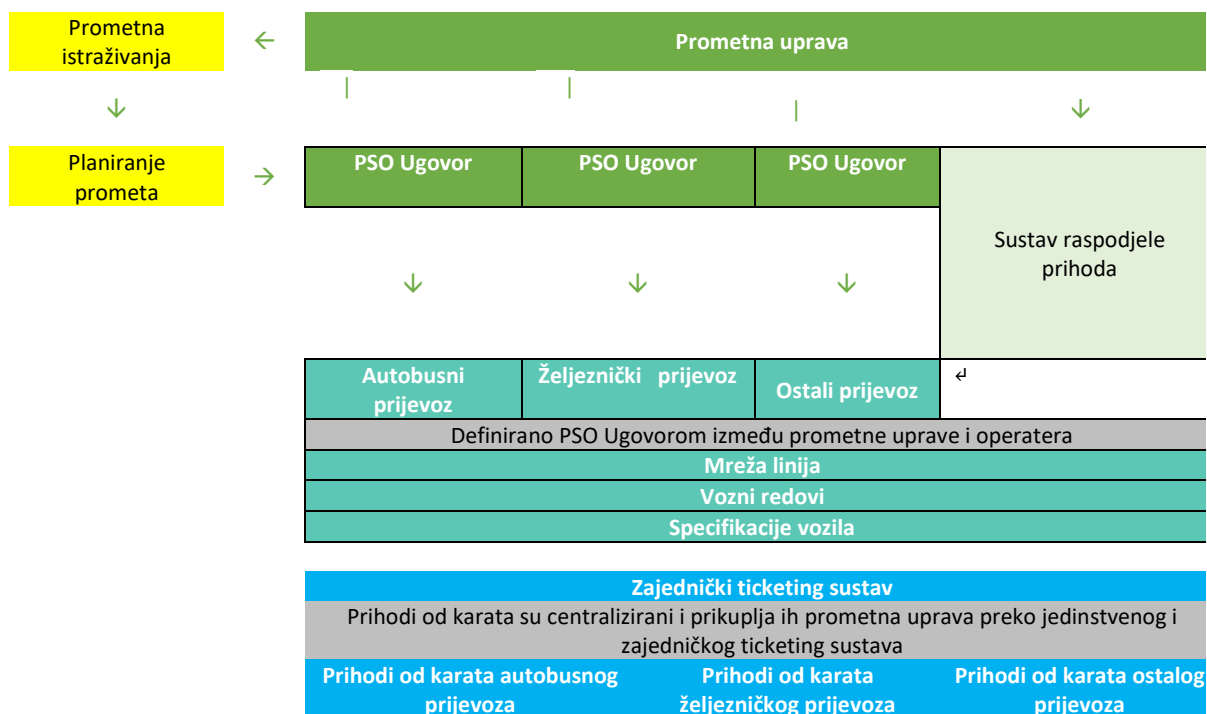 Prometna
istraživanja
←
Prometna uprava
|
|
|
↓
↓
Planiranje
prometa
→
PSO Ugovor
PSO Ugovor
PSO Ugovor
Sustav raspodjele
prihoda
↓
↓
↓
Autobusni
prijevoz
Željeznički prijevoz
Ostali prijevoz
↲
Definirano PSO Ugovorom između prometne uprave i operatera
Mreža linija
Vozni redovi
Specifikacije vozila
Zajednički ticketing sustav
Prihodi od karata su centralizirani i prikuplja ih prometna uprava preko jedinstvenog i
zajedničkog ticketing sustava
Prihodi od karata autobusnog
prijevoza
Prihodi od karata
željezničkog prijevoza
Prihodi od karata ostalog
prijevoza